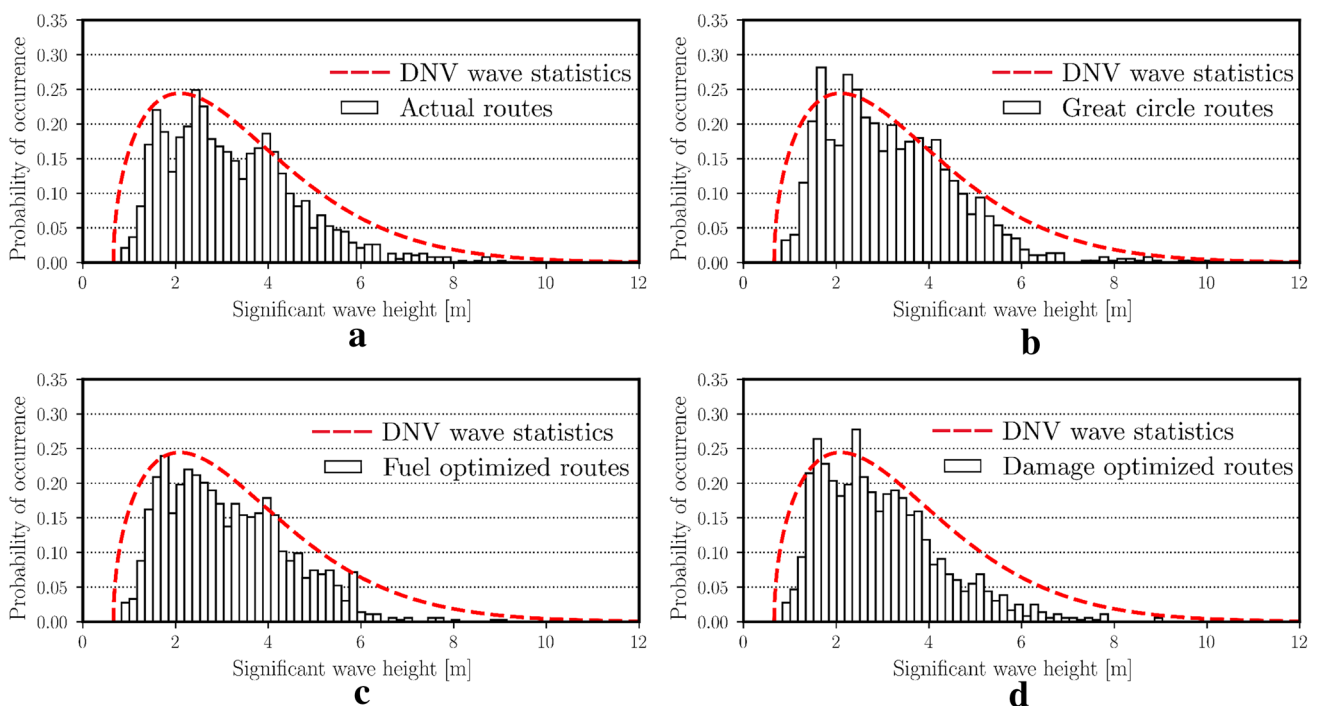 Probability of occurrence
0.35
0.30
0.25
0.20
0.15
0.10
0.05
0.00
DNV wave statistics
Actual routes
0 2 4 6 8 10 12
Significant wave height [m]
a
Probability of occurrence
0.35
0.30
0.25
0.20
0.15
0.10
0.05
0.00
DNV wave statistics
Great circle routes
0 2 4 6 8 10 12
Significant wave height [m]
b
Probability of occurrence
0.35
0.30
0.25
0.20
0.15
0.10
0.05
0.00
DNV wave statistics
Fuel optimized routes
0 2 4 6 8 10 12
Significant wave height [m]
c
Probability of occurrence
0.35
0.30
0.25
0.20
0.15
0.10
0.05
0.00
DNV wave statistics
Damage optimized routes
0 2 4 6 8 10 12
Significant wave height [m]
d